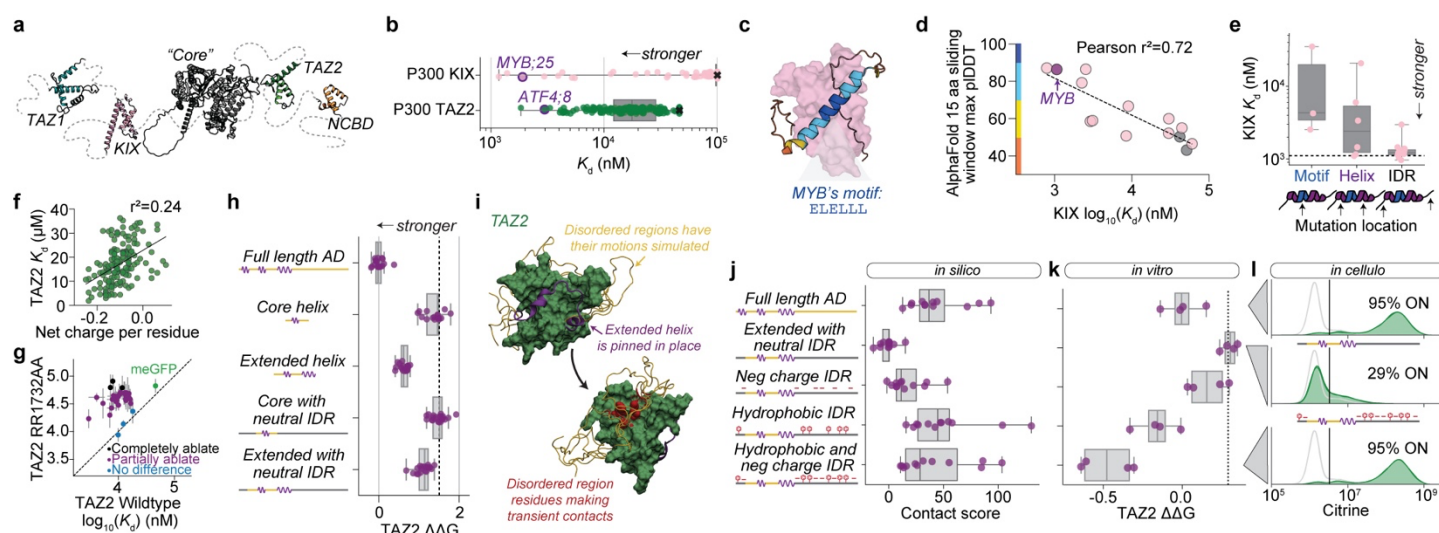 a
"Core"
TAZ2
TAZ1
KIX
NCBD
b
stronger
MYB;25
P300 KIX
ATF4;8
P300 TAZ2
10³
10⁴
10⁵
Kd (nM)
c
MYB's motif:
ELELLL
d
Pearson r²=0.72
AlphaFold 15 aa sliding
window max plDDT
100
80
60
40
MYB
3
4
5
KIX log₁₀(Kd) (nM)
e
KIX Kd (nM)
10⁴
10³
stronger
Motif
Helix
IDR
Mutation location
f
r²=0.24
TAZ2 Kd (μM)
40
30
20
10
0
-0.2
0.0
Net charge per residue
g
meGFP
TAZ2 RR1732AA
5.0
4.5
4.0
3.5
Completely ablate
Partially ablate
No difference
4
5
TAZ2 Wildtype
log₁₀(Kd) (nM)
h
stronger
Full length AD
Core helix
Extended helix
Core with
neutral IDR
Extended with
neutral IDR
0
2
TAZ2 ΔΔG
i
TAZ2
Disordered regions have
their motions simulated
Extended helix
is pinned in place
Disordered region
residues making
transient contacts
j
in silico
Full length AD
Extended with
neutral IDR
Neg charge IDR
Hydrophobic IDR
Hydrophobic and
neg charge IDR
0
50
100
Contact score
k
in vitro
-0.5
0.0
TAZ2 ΔΔG
l
in cellulo
95% ON
29% ON
95% ON
10⁵
10⁷
10⁹
Citrine